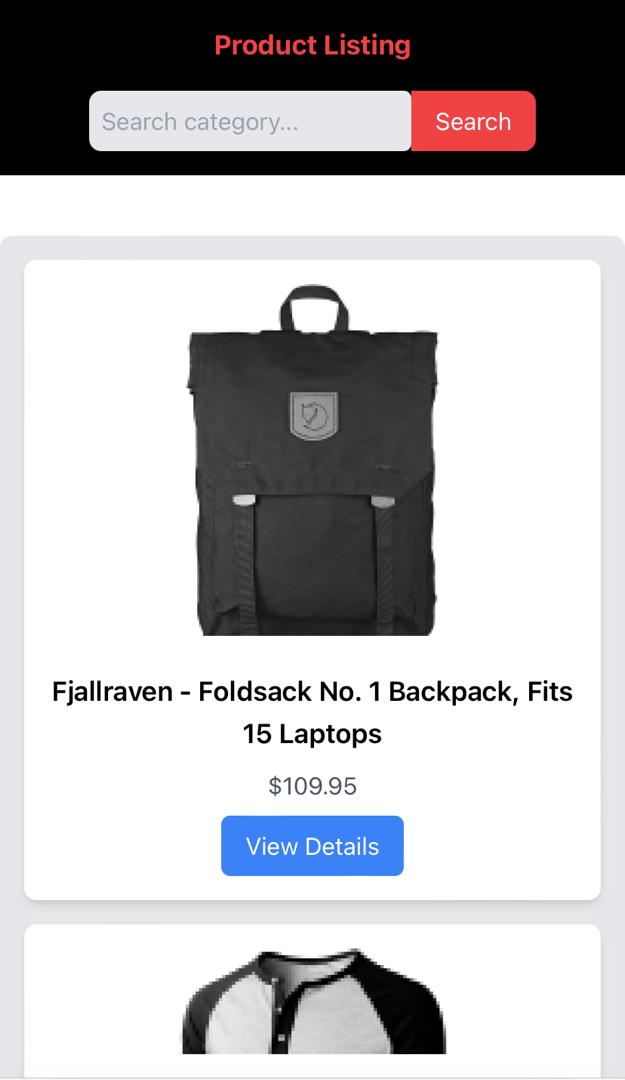 Product Listing
Search category...
Search
Fjallraven - Foldsack No. 1 Backpack, Fits
15 Laptops
$109.95
View Details